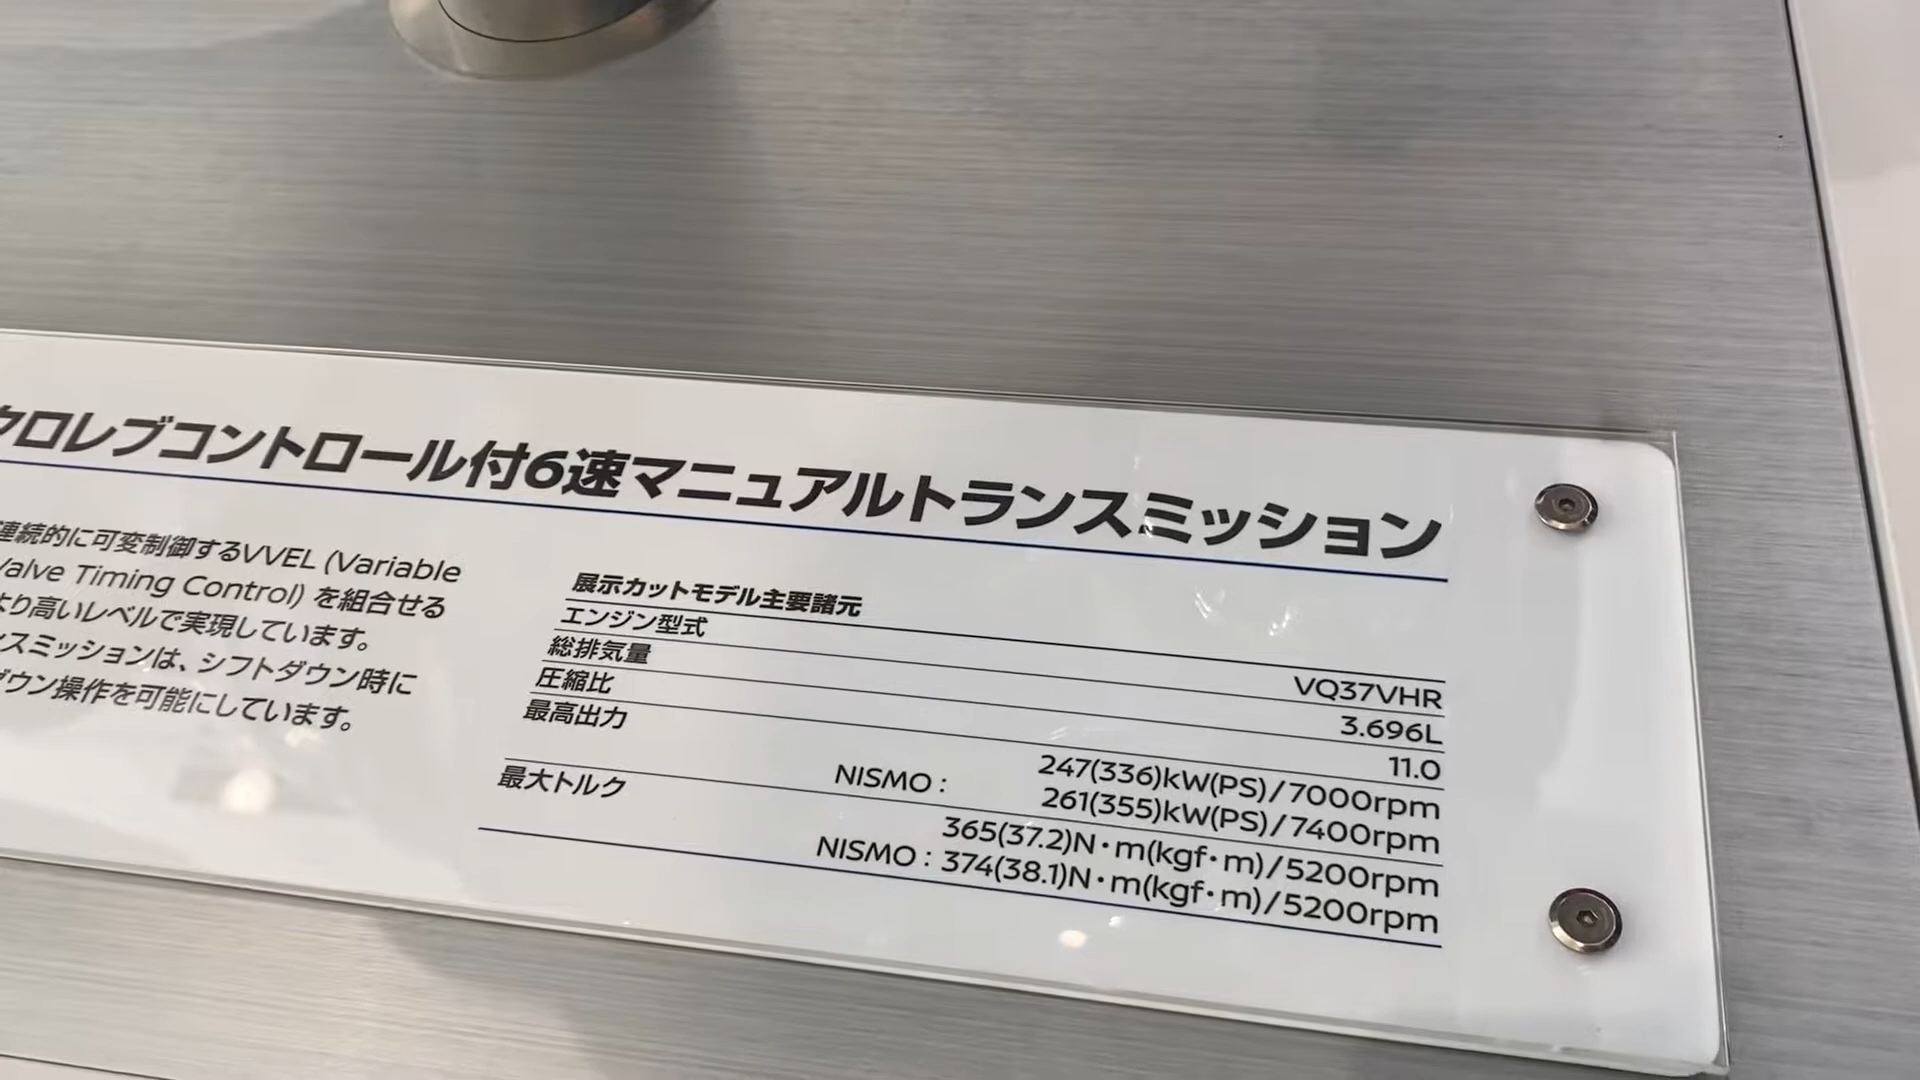 クロレブコントロール付6速マニュアルトランスミッション
連続的に可変制御するVVEL (Variable
Valve Timing Control) を組合せる
より高いレベルで実現しています。
ンスミッションは、シフトダウン時に
ダウン操作を可能にしています。
展示カットモデル主要諸元
エンジン型式 VQ37VHR
総排気量 3.696L
圧縮比 11.0
最高出力 247(336)kW(PS)/7000rpm
NISMO : 261(355)kW(PS)/7400rpm
最大トルク 365(37.2)N・m(kgf・m)/5200rpm
NISMO : 374(38.1)N・m(kgf・m)/5200rpm